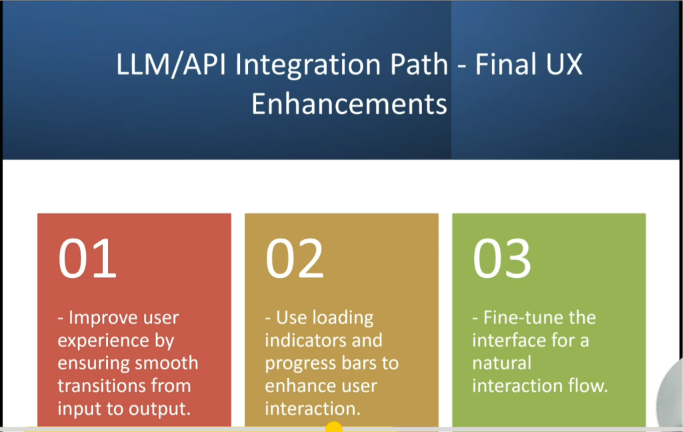 LLM/API Integration Path - Final UX
Enhancements
01
- Improve user
experience by
ensuring smooth
transitions from
input to output.
02
- Use loading
indicators and
progress bars to
enhance user
interaction.
03
- Fine-tune the
interface for a
natural
interaction flow.